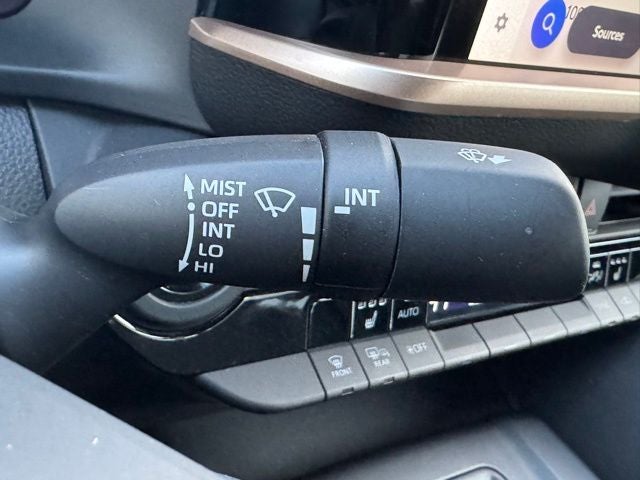 Sources
MIST
OFF
INT
LO
HI
INT
AUTO
FRONT
REAR
OFF